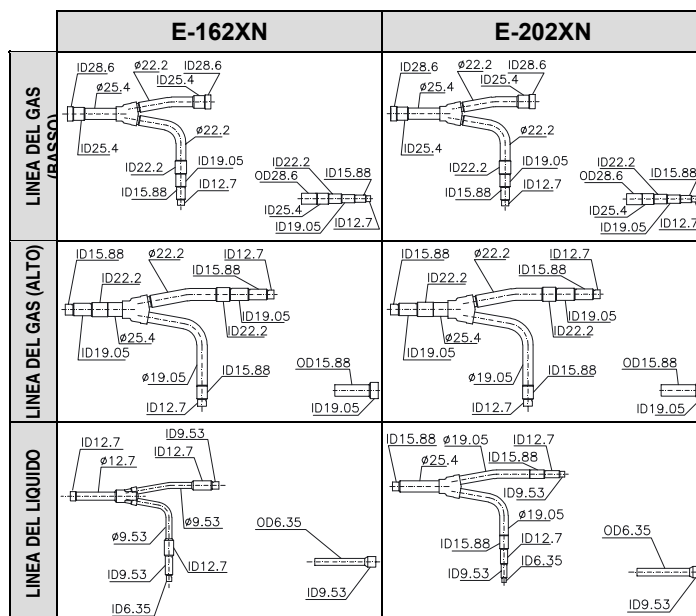 E-162XN
E-202XN
LINEA DEL GAS
(BASSO)
ID28.6
ø22.2
ID28.6
ID25.4
ø25.4
ID25.4
ø22.2
ID22.2
ID19.05
ID15.88
ID12.7
ID22.2
OD28.6
ID15.88
ID25.4
ID19.05
ID12.7
ID28.6
ø22.2
ID28.6
ID25.4
ø25.4
ID25.4
ø22.2
ID22.2
ID19.05
ID15.88
ID12.7
ID22.2
OD28.6
ID15.88
ID25.4
ID19.05
ID12.7
LINEA DEL GAS (ALTO)
ID15.88
ø22.2
ID12.7
ID15.88
ID22.2
ID19.05
ø25.4
ID19.05
ID22.2
ø19.05
ID15.88
ID12.7
OD15.88
ID19.05
ID15.88
ø22.2
ID12.7
ID15.88
ID22.2
ID19.05
ø25.4
ID19.05
ID22.2
ø19.05
ID15.88
ID12.7
OD15.88
ID19.05
LINEA DEL LIQUIDO
ID12.7
ø12.7
ID9.53
ID12.7
ø9.53
ø9.53
ID9.53
ID12.7
ID6.35
OD6.35
ID9.53
ID15.88
ø19.05
ID12.7
ID15.88
ø25.4
ID9.53
ø19.05
ID15.88
ID12.7
ID9.53
ID6.35
OD6.35
ID9.53